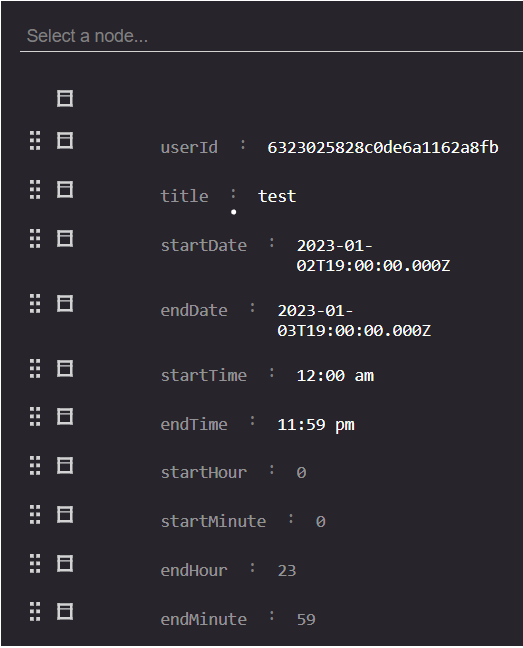 Select a node...
userId : 6323025828c0de6a1162a8fb
title : test
startDate : 2023-01-
02T19:00:00.000Z
endDate : 2023-01-
03T19:00:00.000Z
startTime : 12:00 am
endTime : 11:59 pm
startHour : 0
startMinute : 0
endHour : 23
endMinute : 59